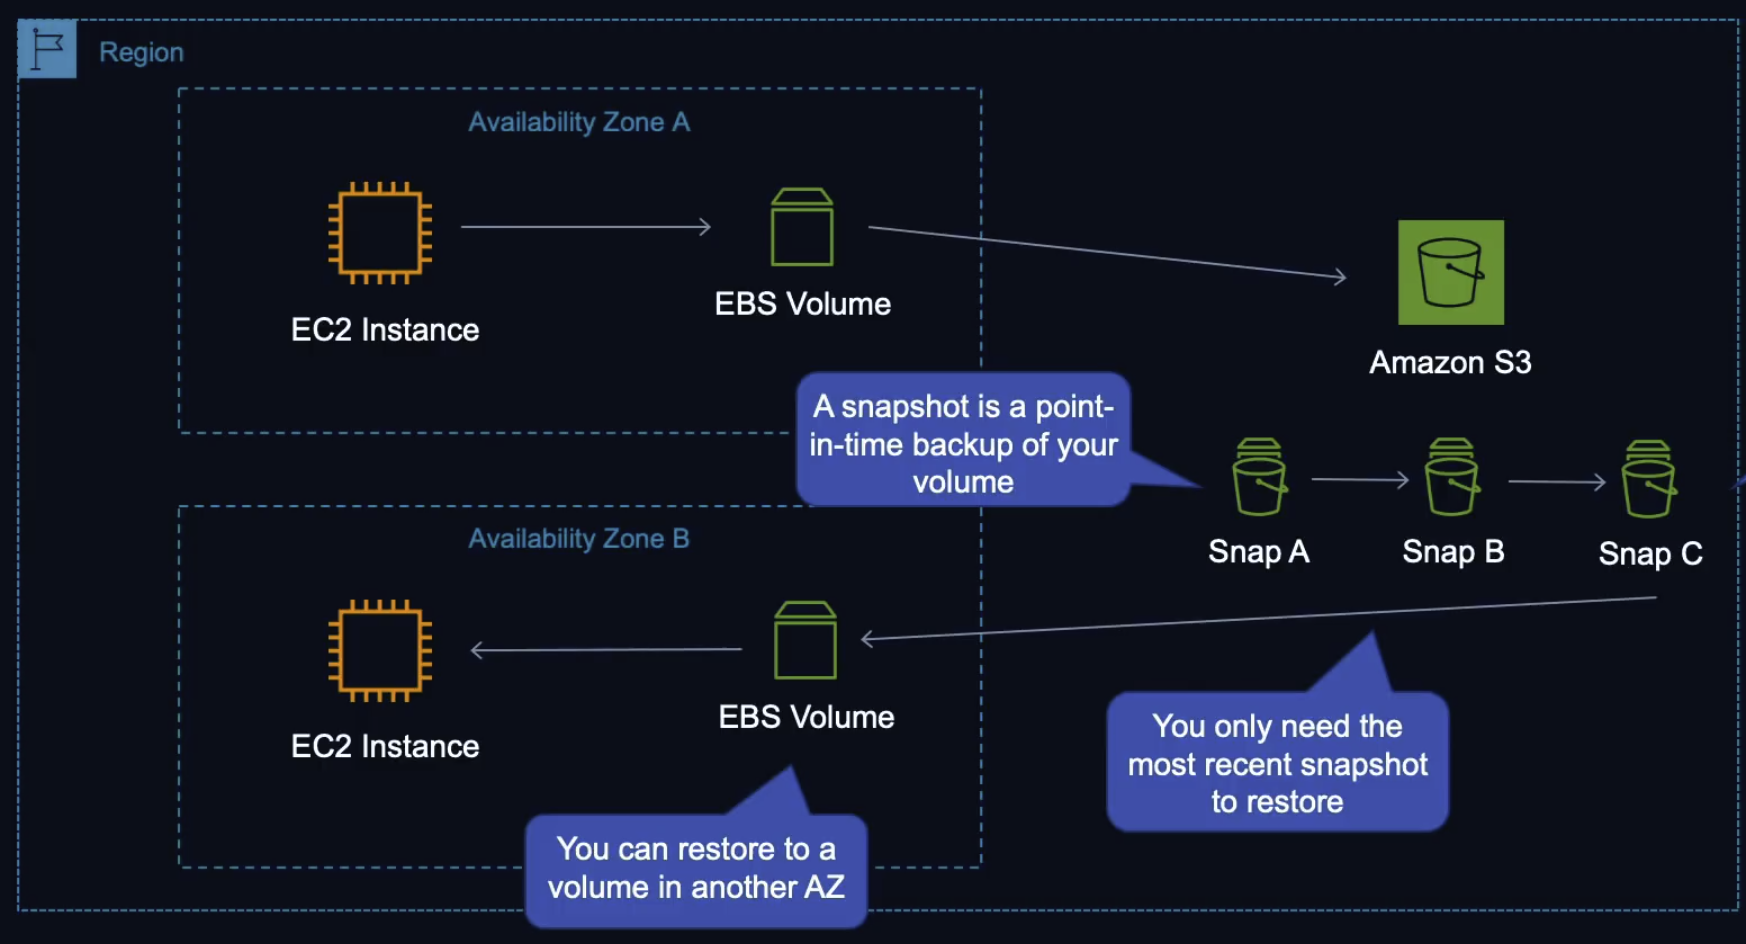 Region
Availability Zone A
EC2 Instance
EBS Volume
Amazon S3
A snapshot is a point-
in-time backup of your
volume
Snap A
Snap B
Snap C
Availability Zone B
EC2 Instance
EBS Volume
You only need the
most recent snapshot
to restore
You can restore to a
volume in another AZ